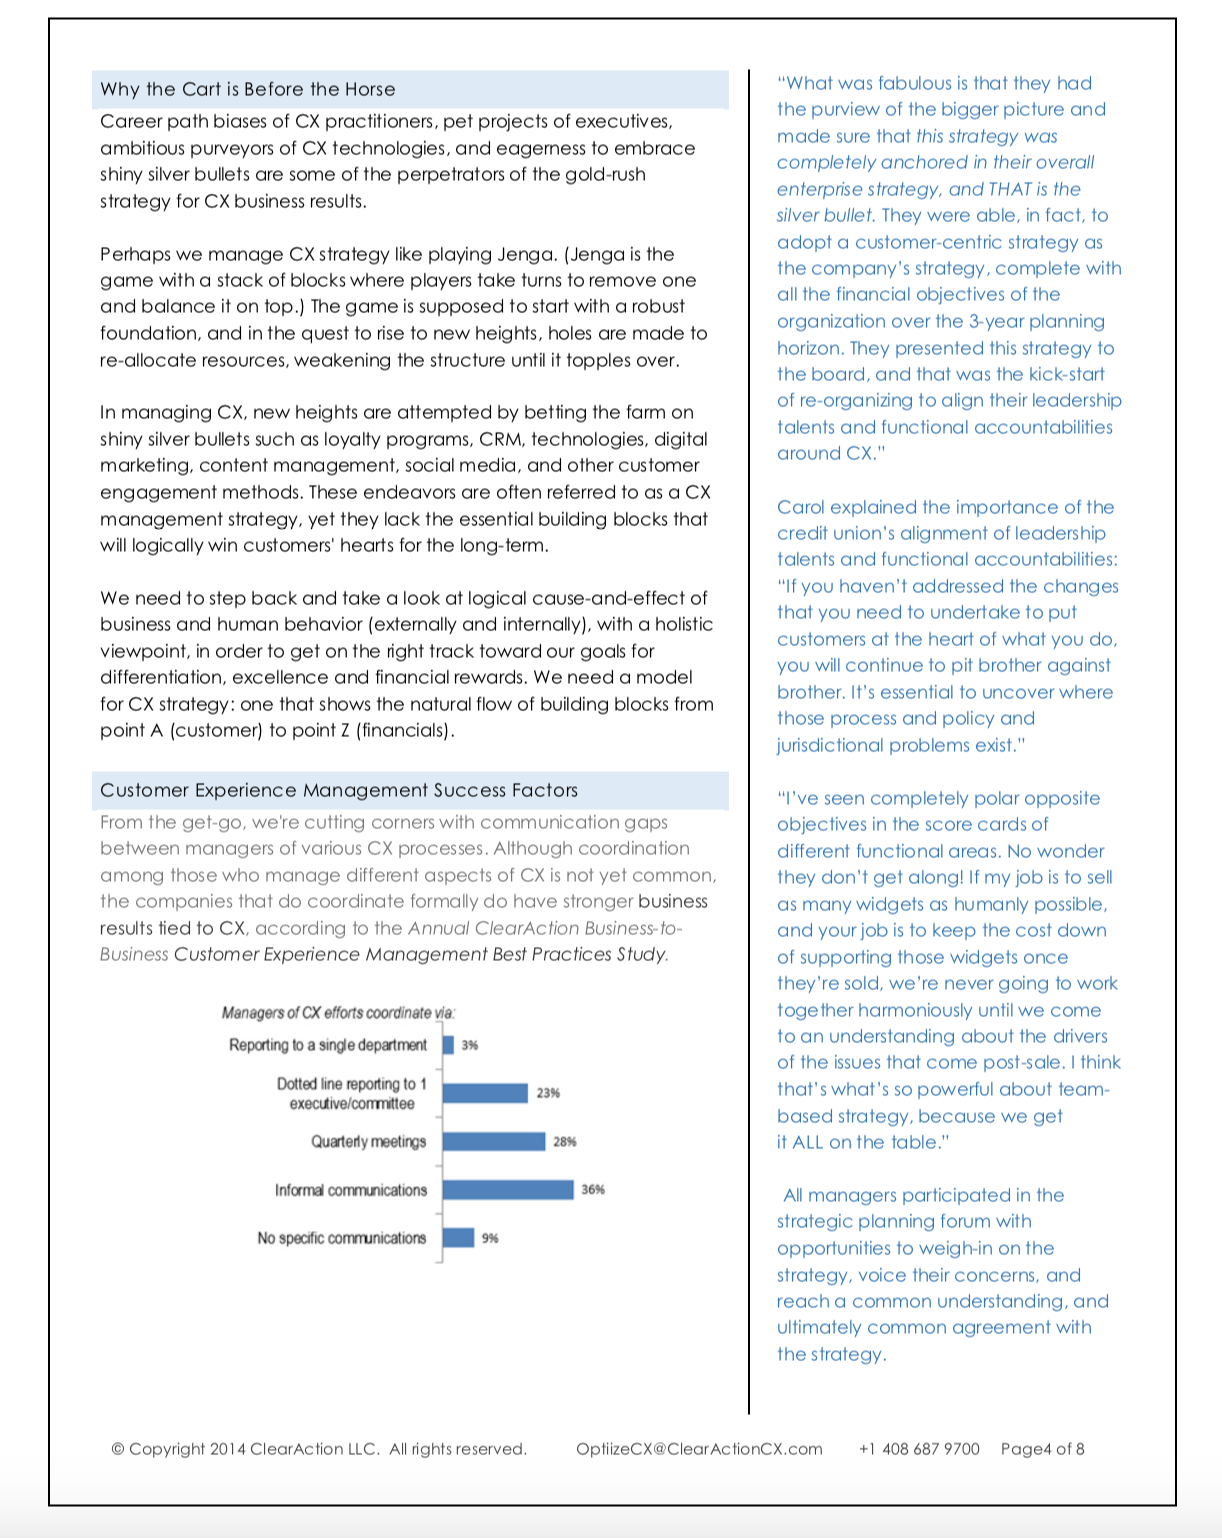 Why the Cart is Before the Horse
Career path biases of CX practitioners, pet projects of executives,
ambitious purveyors of CX technologies, and eagerness to embrace
shiny silver bullets are some of the perpetrators of the gold-rush
strategy for CX business results.
Perhaps we manage CX strategy like playing Jenga. (Jenga is the
game with a stack of blocks where players take turns to remove one
and balance it on top.) The game is supposed to start with a robust
foundation, and in the quest to rise to new heights, holes are made to
re-allocate resources, weakening the structure until it topples over.
In managing CX, new heights are attempted by betting the farm on
shiny silver bullets such as loyalty programs, CRM, technologies, digital
marketing, content management, social media, and other customer
engagement methods. These endeavors are often referred to as a CX
management strategy, yet they lack the essential building blocks that
will logically win customers' hearts for the long-term.
We need to step back and take a look at logical cause-and-effect of
business and human behavior (externally and internally), with a holistic
viewpoint, in order to get on the right track toward our goals for
differentiation, excellence and financial rewards. We need a model
for CX strategy: one that shows the natural flow of building blocks from
point A (customer) to point Z (financials).
Customer Experience Management Success Factors
From the get-go, we're cutting corners with communication gaps
between managers of various CX processes. Although coordination
among those who manage different aspects of CX is not yet common,
the companies that do coordinate formally do have stronger business
results tied to CX, according to the Annual ClearAction Business-to-
Business Customer Experience Management Best Practices Study.
Managers of CX efforts coordinate via:
Reporting to a single department 3%
Dotted line reporting to 1
executive/committee 23%
Quarterly meetings 28%
Informal communications 36%
No specific communications 9%
“What was fabulous is that they had
the purview of the bigger picture and
made sure that this strategy was
completely anchored in their overall
enterprise strategy, and THAT is the
silver bullet. They were able, in fact, to
adopt a customer-centric strategy as
the company’s strategy, complete with
all the financial objectives of the
organization over the 3-year planning
horizon. They presented this strategy to
the board, and that was the kick-start
of re-organizing to align their leadership
talents and functional accountabilities
around CX.”
Carol explained the importance of the
credit union’s alignment of leadership
talents and functional accountabilities:
“If you haven’t addressed the changes
that you need to undertake to put
customers at the heart of what you do,
you will continue to pit brother against
brother. It’s essential to uncover where
those process and policy and
jurisdictional problems exist.”
“I’ve seen completely polar opposite
objectives in the score cards of
different functional areas. No wonder
they don’t get along! If my job is to sell
as many widgets as humanly possible,
and your job is to keep the cost down
of supporting those widgets once
they’re sold, we’re never going to work
together harmoniously until we come
to an understanding about the drivers
of the issues that come post-sale. I think
that’s what’s so powerful about team-
based strategy, because we get
it ALL on the table.”
All managers participated in the
strategic planning forum with
opportunities to weigh-in on the
strategy, voice their concerns, and
reach a common understanding, and
ultimately common agreement with
the strategy.
© Copyright 2014 ClearAction LLC. All rights reserved. OptiizeCX@ClearActionCX.com +1 408 687 9700 Page4 of 8